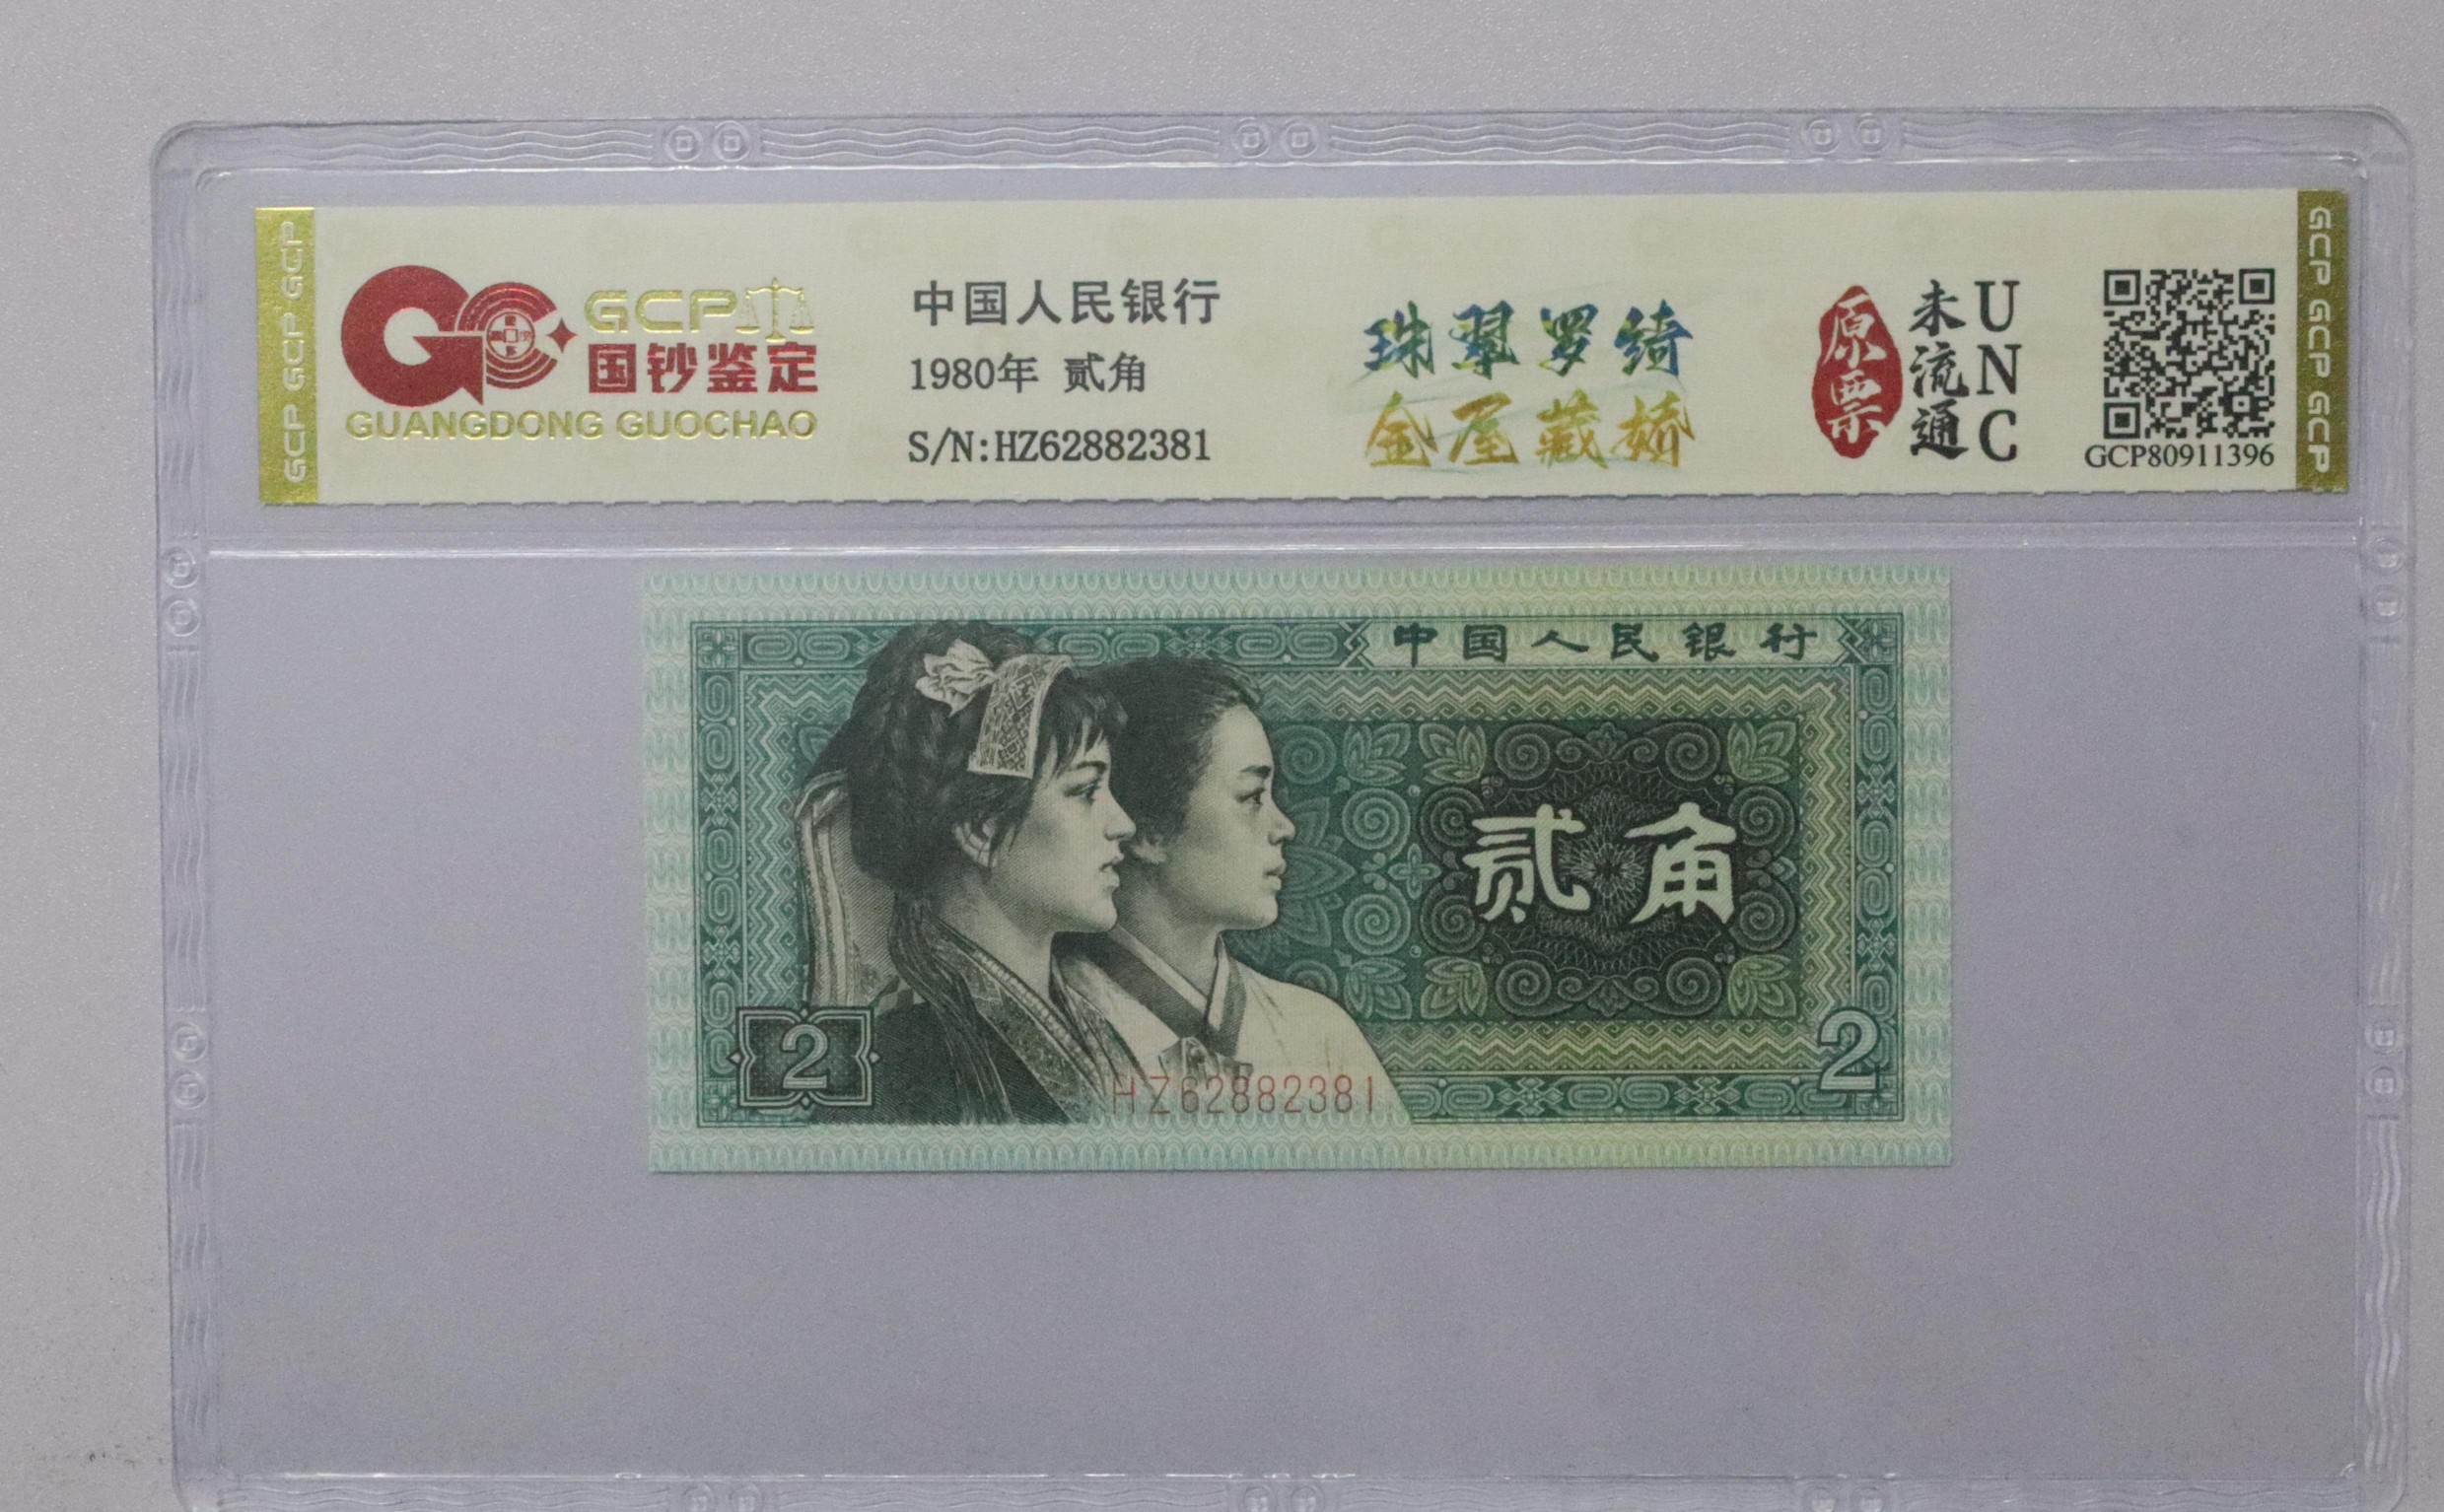 GCP GCP GCP
GCP
国钞鉴定
GUANGDONG GUOCHAO
中国人民银行
1980年 贰角
S/N:HZ62882381
珠翠罗绮
金屋藏娇
原票
未流通
UNC
GCP80911396
GCP GCP GCP
中国人民银行
贰角
2
2
HZ62882381